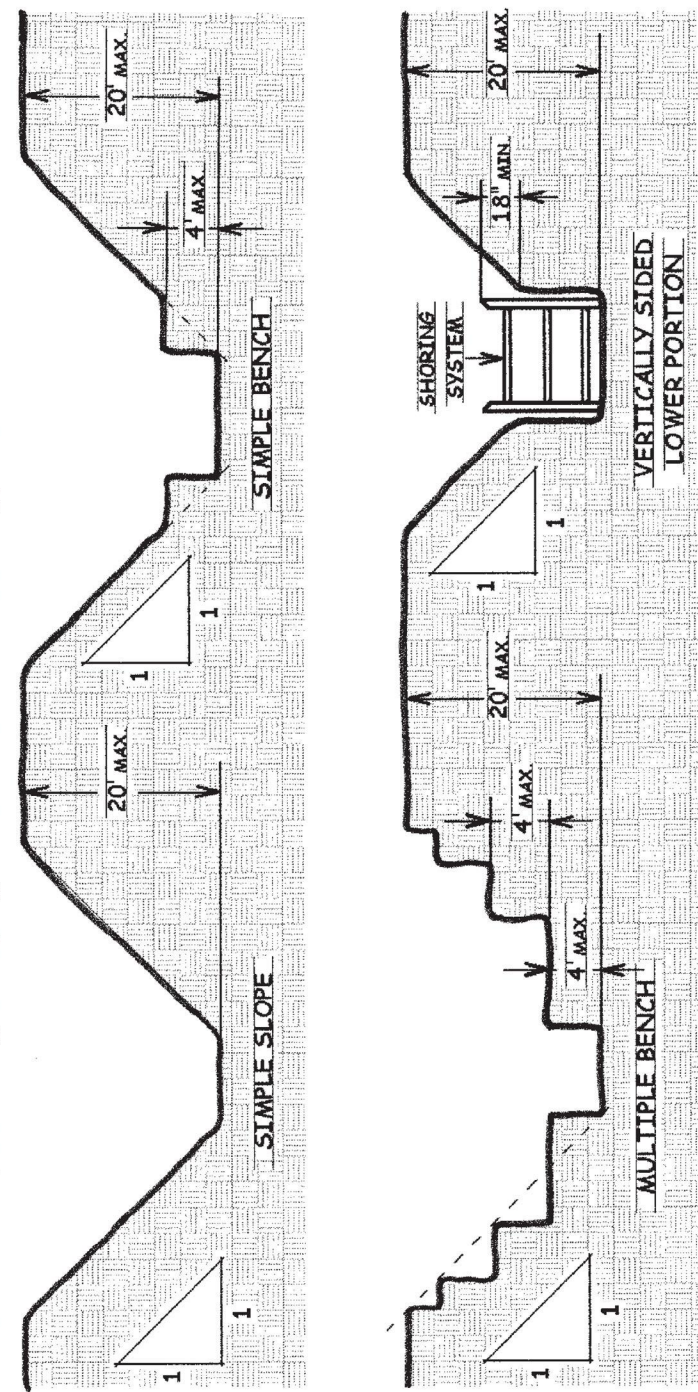 20' MAX.
1
1
SIMPLE SLOPE
20' MAX.
4' MAX.
1
1
SIMPLE BENCH
20' MAX.
4' MAX.
4' MAX.
1
1
MULTIPLE BENCH
20' MAX.
18" MIN.
SHORING
SYSTEM
1
1
VERTICALLY SIDED
LOWER PORTION